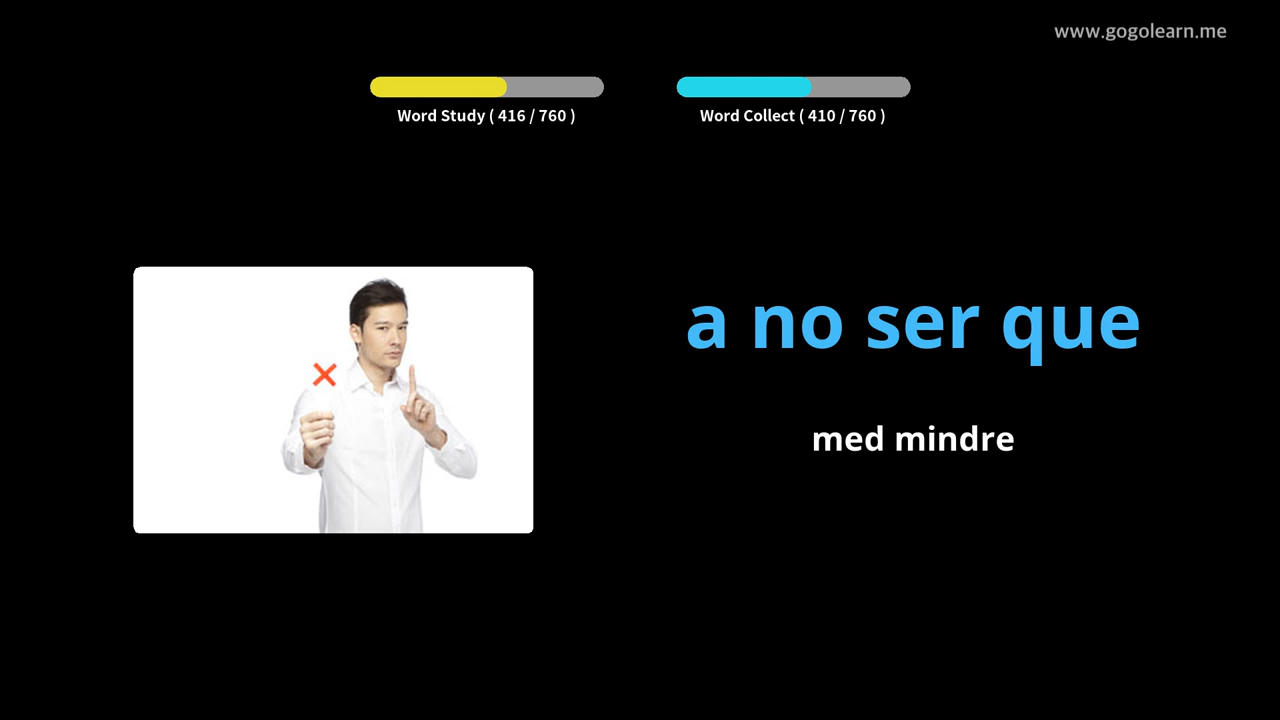 www.gogolearn.me
Word Study ( 416 / 760 )
Word Collect ( 410 / 760 )
a no ser que
med mindre